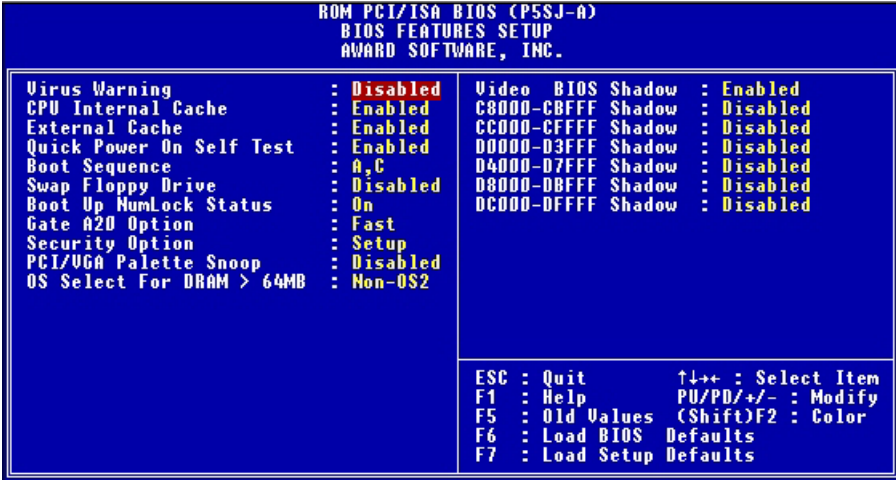 ROM PCI/ISA BIOS (P5SJ-A)
BIOS FEATURES SETUP
AWARD SOFTWARE, INC.
Virus Warning : Disabled
CPU Internal Cache : Enabled
External Cache : Enabled
Quick Power On Self Test : Enabled
Boot Sequence : A,C
Swap Floppy Drive : Disabled
Boot Up NumLock Status : On
Gate A20 Option : Fast
Security Option : Setup
PCI/VGA Palette Snoop : Disabled
OS Select For DRAM > 64MB : Non-OS2
Video BIOS Shadow : Enabled
C8000-CBFFF Shadow : Disabled
CC000-CFFFF Shadow : Disabled
D0000-D3FFF Shadow : Disabled
D4000-D7FFF Shadow : Disabled
D8000-DBFFF Shadow : Disabled
DC000-DFFFF Shadow : Disabled
ESC : Quit ↑↓→← : Select Item
F1 : Help PU/PD/+/- : Modify
F5 : Old Values (Shift)F2 : Color
F6 : Load BIOS Defaults
F7 : Load Setup Defaults